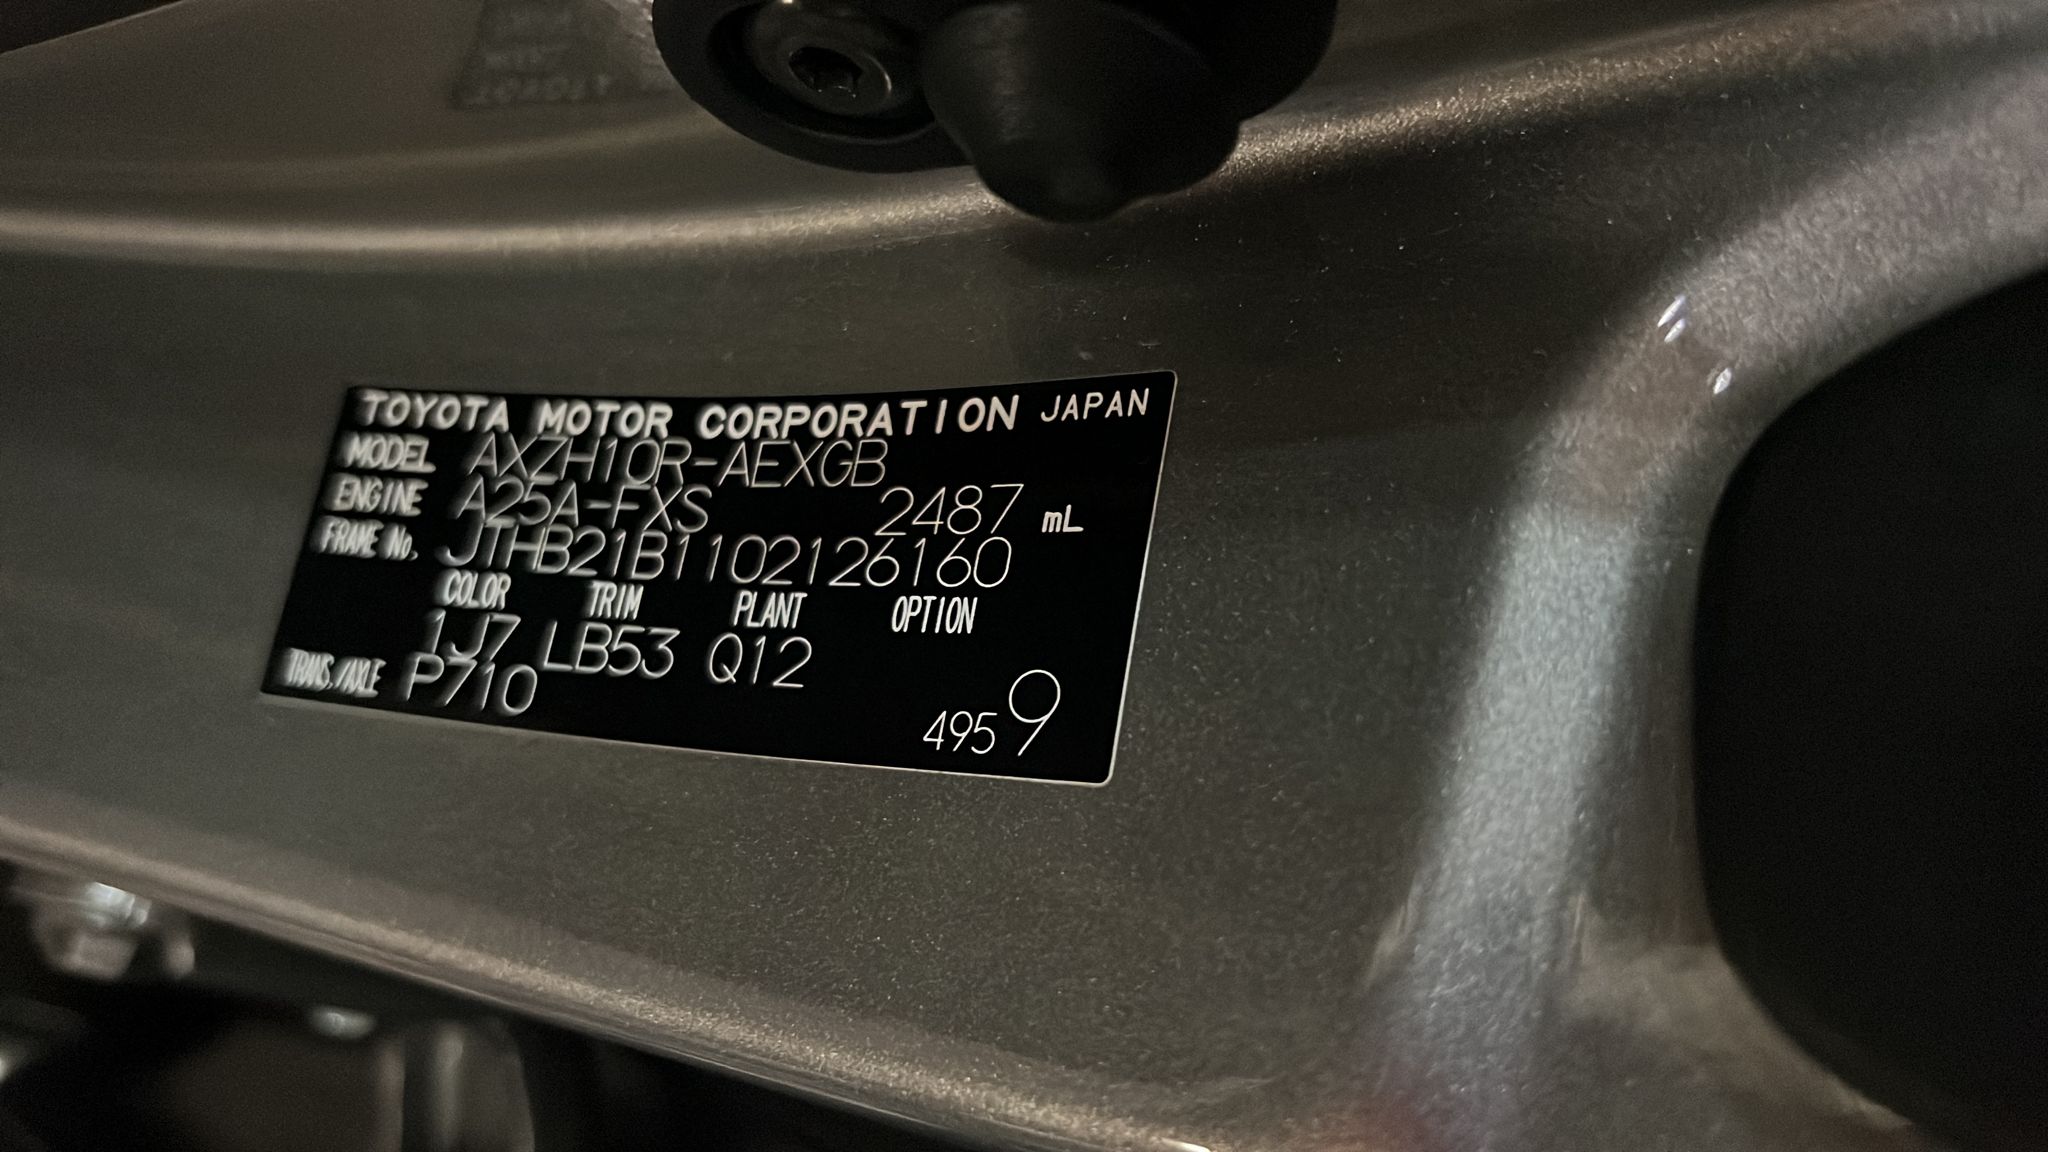 TOYOTA MOTOR CORPORATION JAPAN
MODEL AXZH10R-AEXGB
ENGINE A25A-FXS 2487 mL
FRAME No. JTHB21B1102126160
COLOR TRIM PLANT OPTION
1J7 LB53 Q12
TRANS./AXLE P710
4959